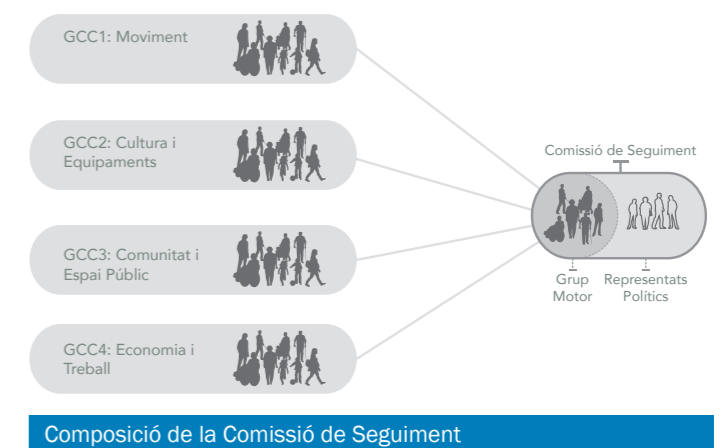 GCC1: Moviment
GCC2: Cultura i
Equipaments
GCC3: Comunitat i
Espai Públic
GCC4: Economia i
Treball
Comissió de Seguiment
Grup
Motor
Representats
Polítics
Composició de la Comissió de Seguiment